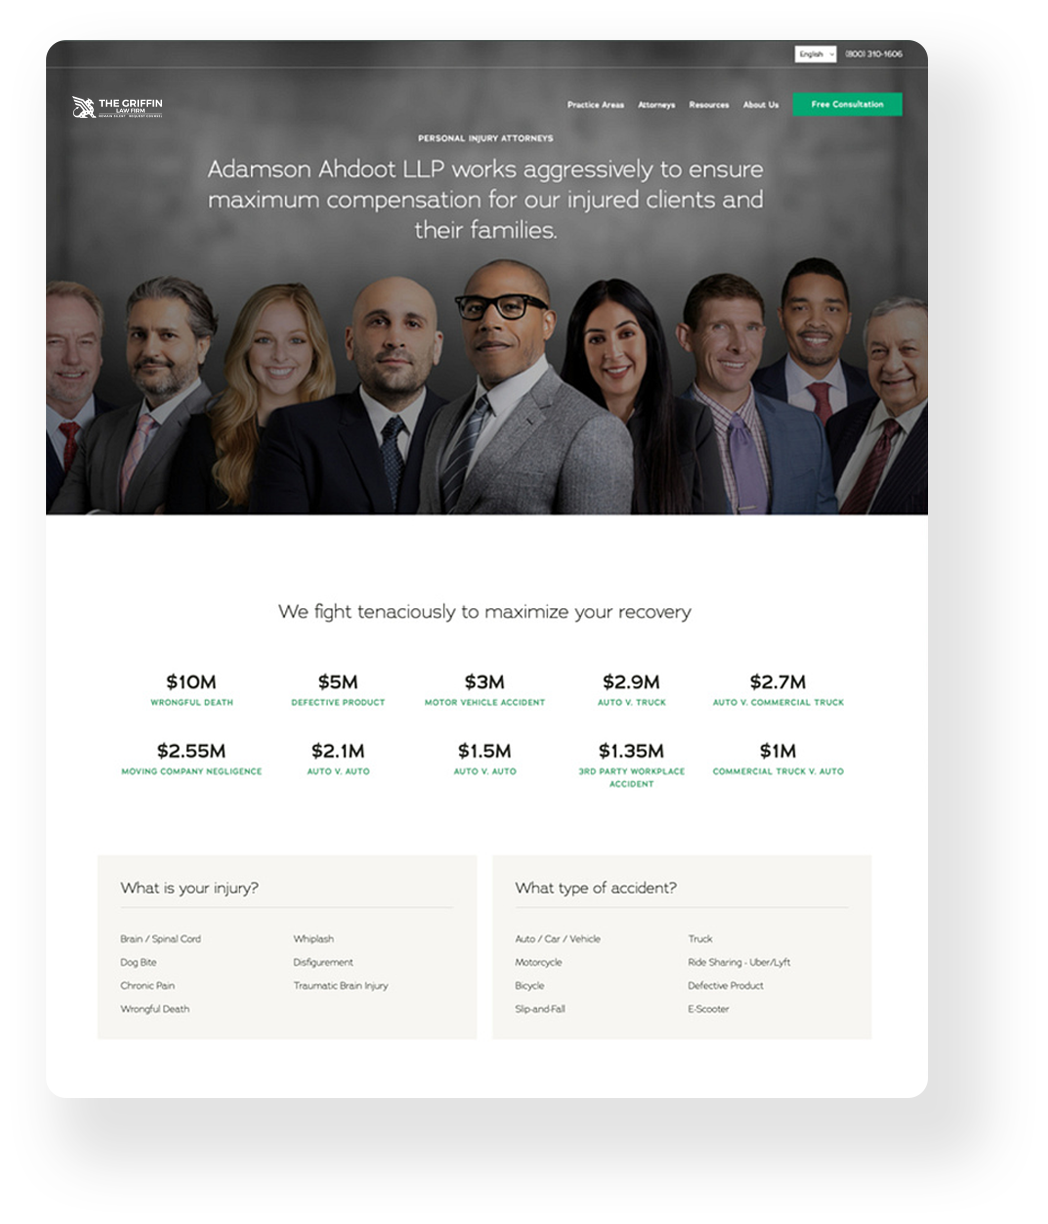 English
(800) 310-1606
THE GRIFFIN
LAW FIRM
Practice Areas
Attorneys
Resources
About Us
Free Consultation
PERSONAL INJURY ATTORNEYS
Adamson Ahdoot LLP works aggressively to ensure
maximum compensation for our injured clients and
their families.
We fight tenaciously to maximize your recovery
$10M
WRONGFUL DEATH
$5M
DEFECTIVE PRODUCT
$3M
MOTOR VEHICLE ACCIDENT
$2.9M
AUTO V. TRUCK
$2.7M
AUTO V. COMMERCIAL TRUCK
$2.55M
MOVING COMPANY NEGLIGENCE
$2.1M
AUTO V. AUTO
$1.5M
AUTO V. AUTO
$1.35M
3RD PARTY WORKPLACE
ACCIDENT
$1M
COMMERCIAL TRUCK V. AUTO
What is your injury?
Brain / Spinal Cord
Whiplash
Dog Bite
Disfigurement
Chronic Pain
Traumatic Brain Injury
Wrongful Death
What type of accident?
Auto / Car / Vehicle
Truck
Motorcycle
Ride Sharing - Uber/Lyft
Bicycle
Defective Product
Slip-and-Fall
E-Scooter